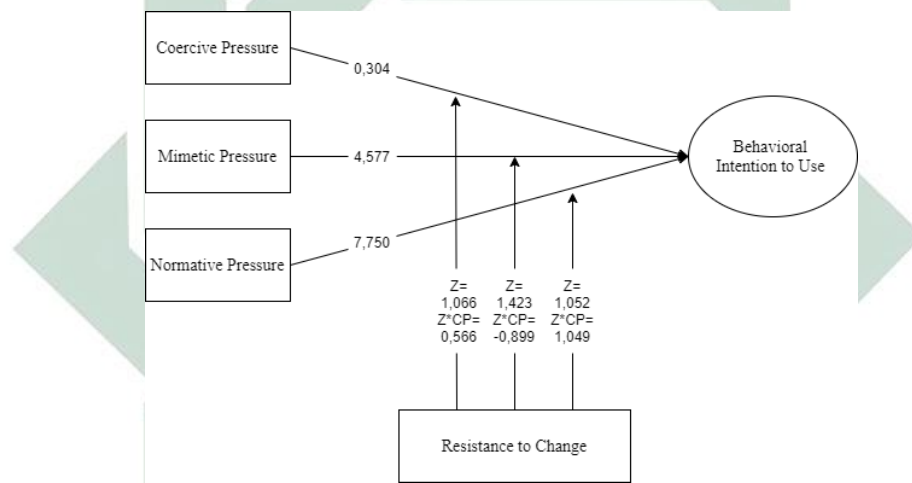 Coercive Pressure
0,304
Mimetic Pressure
4,577
Behavioral
Intention to Use
Normative Pressure
7,750
Z=
1,066
Z*CP=
0,566
Z=
1,423
Z*CP=
-0,899
Z=
1,052
Z*CP=
1,049
Resistance to Change